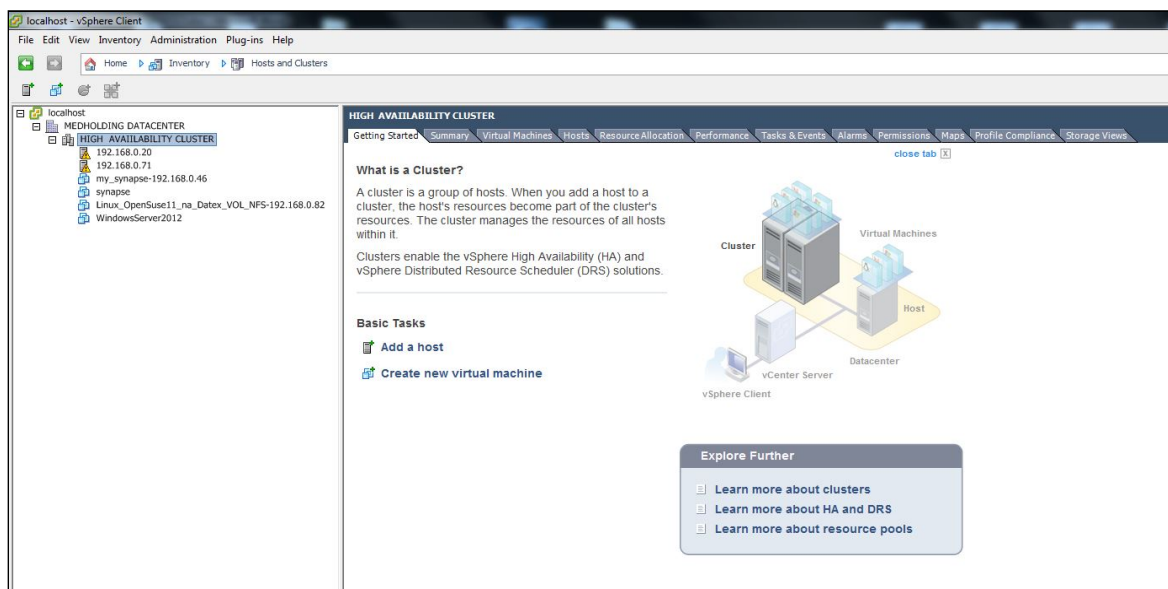 localhost - vSphere Client
File Edit View Inventory Administration Plug-ins Help
Home Inventory Hosts and Clusters
localhost
MEDHOLDING DATACENTER
HIGH AVAIILABILITY CLUSTER
192.168.0.20
192.168.0.71
my_synapse-192.168.0.46
synapse
Linux_OpenSuse11_na_Datex_VOL_NFS-192.168.0.82
WindowsServer2012
HIGH AVAIILABILITY CLUSTER
Getting Started Summary Virtual Machines Hosts Resource Allocation Performance Tasks & Events Alarms Permissions Maps Profile Compliance Storage Views
close tab X
What is a Cluster?
A cluster is a group of hosts. When you add a host to a
cluster, the host's resources become part of the cluster's
resources. The cluster manages the resources of all hosts
within it.
Clusters enable the vSphere High Availability (HA) and
vSphere Distributed Resource Scheduler (DRS) solutions.
Basic Tasks
Add a host
Create new virtual machine
Cluster
Virtual Machines
Host
Datacenter
vCenter Server
vSphere Client
Explore Further
Learn more about clusters
Learn more about HA and DRS
Learn more about resource pools